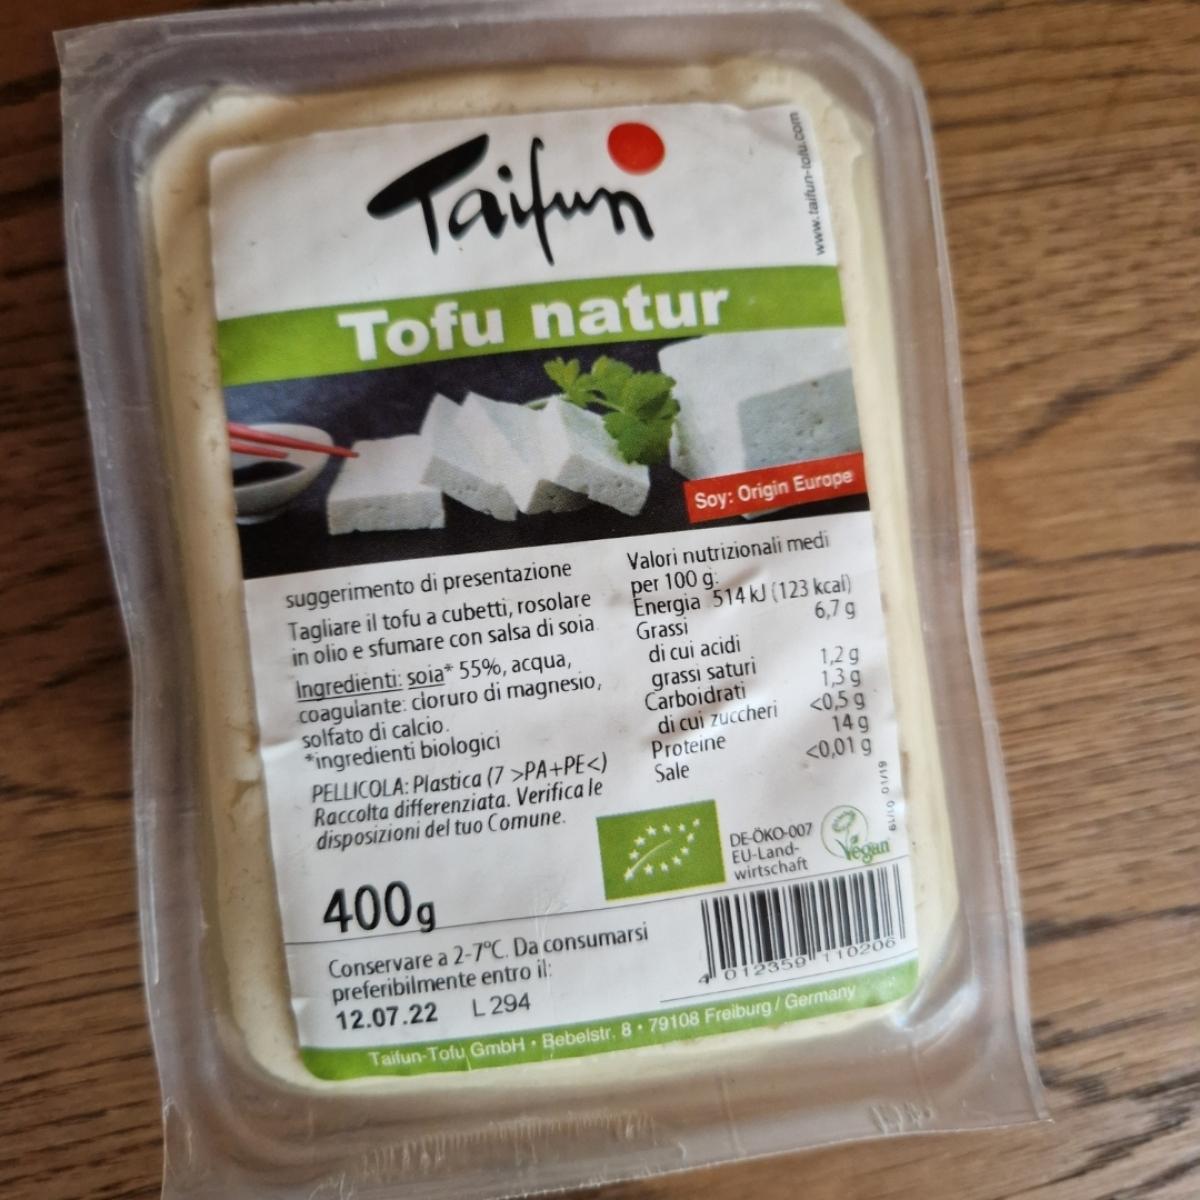 Taifun
www.taifun-tofu.com
Tofu natur
Soy: Origin Europe
suggerimento di presentazione
Tagliare il tofu a cubetti, rosolare
in olio e sfumare con salsa di soia.
Ingredienti: soia* 55%, acqua,
coagulante: cloruro di magnesio,
solfato di calcio.
*ingredienti biologici
PELLICOLA: Plastica (7 >PA+PE<)
Raccolta differenziata. Verifica le
disposizioni del tuo Comune.
Valori nutrizionali medi
per 100 g:
Energia 514 kJ (123 kcal)
Grassi 6,7 g
di cui acidi
grassi saturi 1,2 g
Carboidrati 1,3 g
di cui zuccheri <0,5 g
Proteine 14 g
Sale <0,01 g
DE-ÖKO-007
EU-Land-
wirtschaft
Vegan
400g
Conservare a 2-7°C. Da consumarsi
preferibilmente entro il:
12.07.22 L 294
4 012359 110206
Taifun-Tofu GmbH • Bebelstr. 8 • 79108 Freiburg / Germany